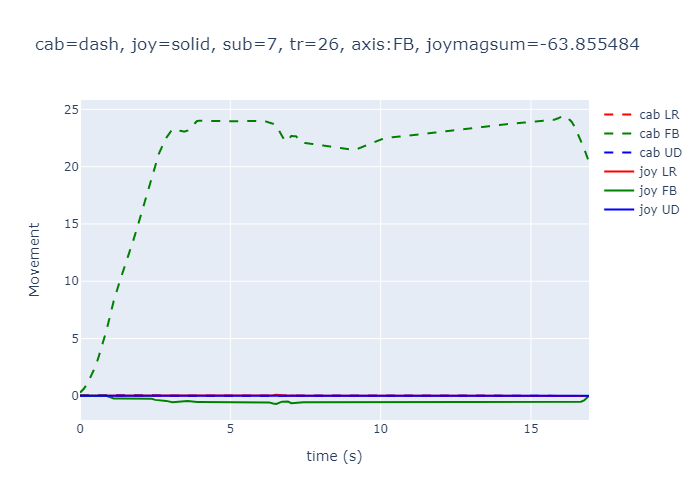 cab=dash, joy=solid, sub=7, tr=26, axis:FB, joymagsum=-63.855484
25
20
15
10
5
0
0
5
10
15
Movement
time (s)
cab LR
cab FB
cab UD
joy LR
joy FB
joy UD